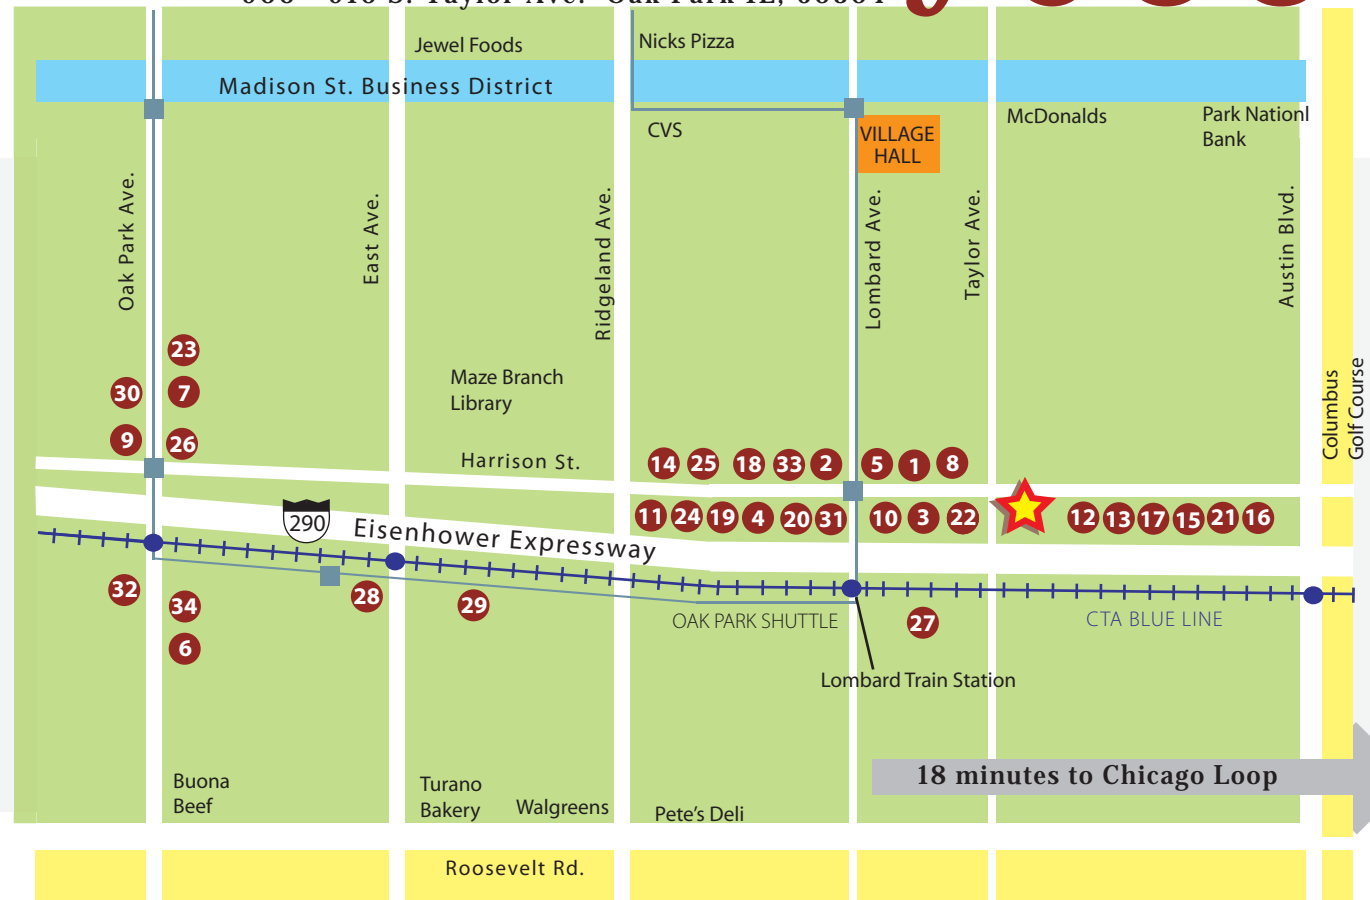 S. Taylor Ave. Oak Park IL,
Jewel Foods
Nicks Pizza
Madison St. Business District
CVS
VILLAGE
HALL
McDonalds
Park Nationl
Bank
Oak Park Ave.
East Ave.
Ridgeland Ave.
Lombard Ave.
Taylor Ave.
Austin Blvd.
Columbus
Golf Course
23
30
7
9
26
Maze Branch
Library
Harrison St.
14
25
18
33
2
5
1
8
11
24
19
4
20
31
10
3
22
12
13
17
15
21
16
290
Eisenhower Expressway
32
34
6
28
29
27
OAK PARK SHUTTLE
CTA BLUE LINE
Lombard Train Station
18 minutes to Chicago Loop
Buona
Beef
Turano
Bakery
Walgreens
Pete's Deli
Roosevelt Rd.